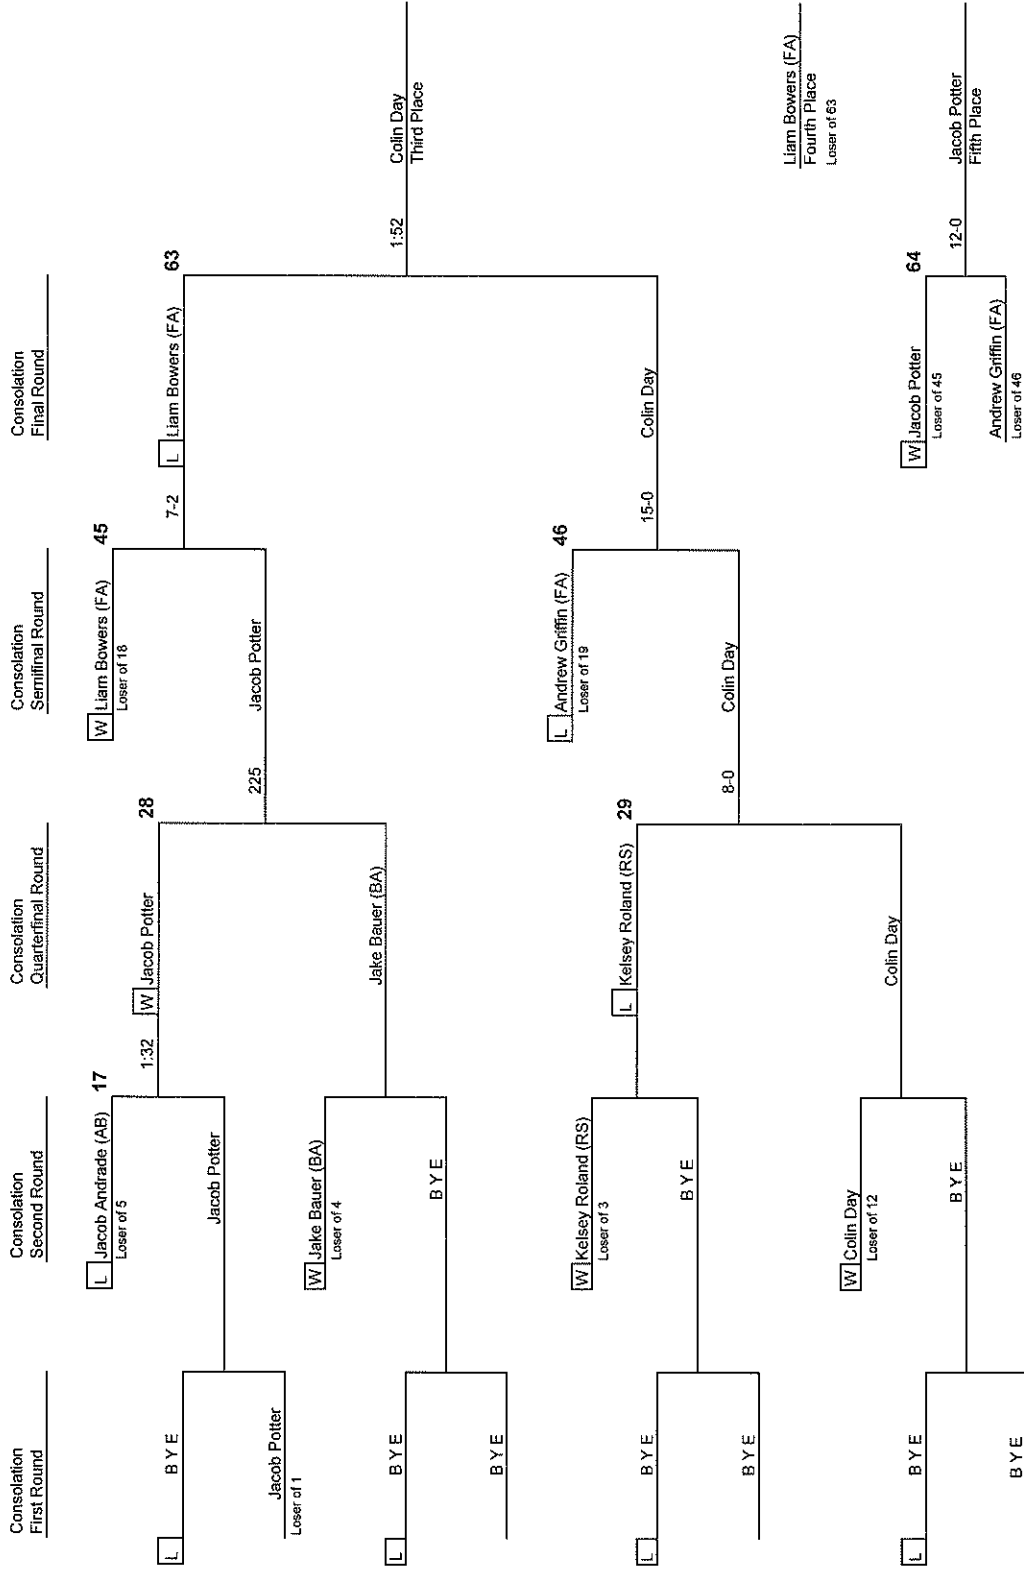 Consolation
First Round
L BYE
Jacob Potter
Loser of 1
L BYE
BYE
L BYE
BYE
L BYE
BYE
Consolation
Second Round
L Jacob Andrade (AB) 17
Loser of 5
Jacob Potter
W Jake Bauer (BA)
Loser of 4
BYE
W Kelsey Roland (RS)
Loser of 3
BYE
W Colin Day
Loser of 12
BYE
Consolation
Quarterfinal Round
1:32 W Jacob Potter 28
Jake Bauer (BA)
L Kelsey Roland (RS) 29
Colin Day
Consolation
Semifinal Round
W Liam Bowers (FA) 45
Loser of 18
225 Jacob Potter
L Andrew Griffin (FA) 46
Loser of 19
8-0 Colin Day
Consolation
Final Round
7-2 L Liam Bowers (FA) 63
15-0 Colin Day
W Jacob Potter 64
Loser of 45
Andrew Griffin (FA)
Loser of 46
1:52 Colin Day
Third Place
Liam Bowers (FA)
Fourth Place
Loser of 63
12-0 Jacob Potter
Fifth Place